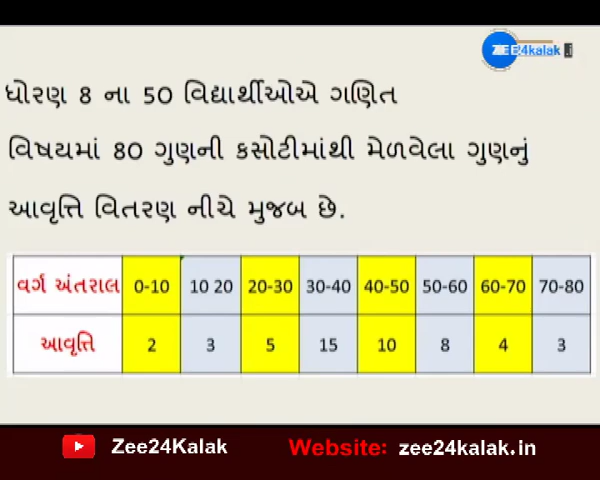 ZEE24kalak
ધોરણ 8 ના 50 વિદ્યાર્થીઓએ ગણિત
વિષયમાં 80 ગુણની કસોટીમાંથી મેળવેલા ગુણનું
આવૃત્તિ વિતરણ નીચે મુજબ છે.
વર્ગ અંતરાલ 0-10 10 20 20-30 30-40 40-50 50-60 60-70 70-80
આવૃત્તિ 2 3 5 15 10 8 4 3
Zee24Kalak Website: zee24kalak.in